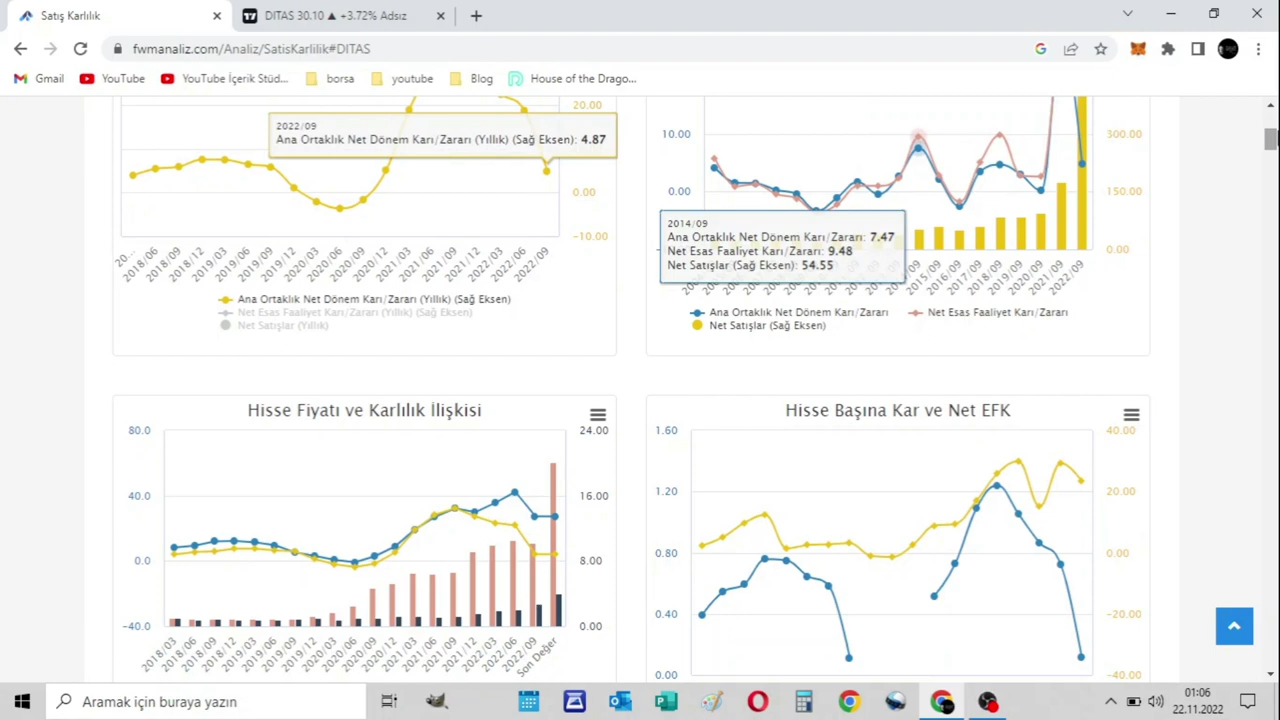 Satış Karlılık
DITAS 30.10 ▲ +3.72% Adsız
fwmanaliz.com/Analiz/SatisKarlilik#DITAS
Gmail
YouTube
YouTube İçerik Stüd...
borsa
youtube
Blog
House of the Drago...
20.00
0.00
-10.00
2022/09
Ana Ortaklık Net Dönem Karı/Zararı (Yıllık) (Sağ Eksen): 4.87
20... 2018/06 2018/09 2018/12 2019/03 2019/06 2019/09 2019/12 2020/03 2020/06 2020/09 2020/12 2021/03 2021/06 2021/09 2021/12 2022/03 2022/06 2022/09
Ana Ortaklık Net Dönem Karı/Zararı (Yıllık) (Sağ Eksen)
Net Esas Faaliyet Karı/Zararı (Yıllık) (Sağ Eksen)
Net Satışlar (Yıllık)
10.00
0.00
300.00
150.00
0.00
2014/09
Ana Ortaklık Net Dönem Karı/Zararı: 7.47
Net Esas Faaliyet Karı/Zararı: 9.48
Net Satışlar (Sağ Eksen): 54.55
2015/09 2016/09 2017/09 2018/09 2019/09 2020/09 2021/09 2022/09
Ana Ortaklık Net Dönem Karı/Zararı
Net Esas Faaliyet Karı/Zararı
Net Satışlar (Sağ Eksen)
Hisse Fiyatı ve Karlılık İlişkisi
80.0
40.0
0.0
-40.0
24.00
16.00
8.00
0.00
2018/03 2018/06 2018/09 2018/12 2019/03 2019/06 2019/09 2019/12 2020/03 2020/06 2020/09 2020/12 2021/03 2021/06 2021/09 2021/12 2022/03 2022/06 2022/09 Son Değer
Hisse Başına Kar ve Net EFK
1.60
1.20
0.80
0.40
0.00
40.00
20.00
0.00
-20.00
-40.00
Aramak için buraya yazın
01:06
22.11.2022